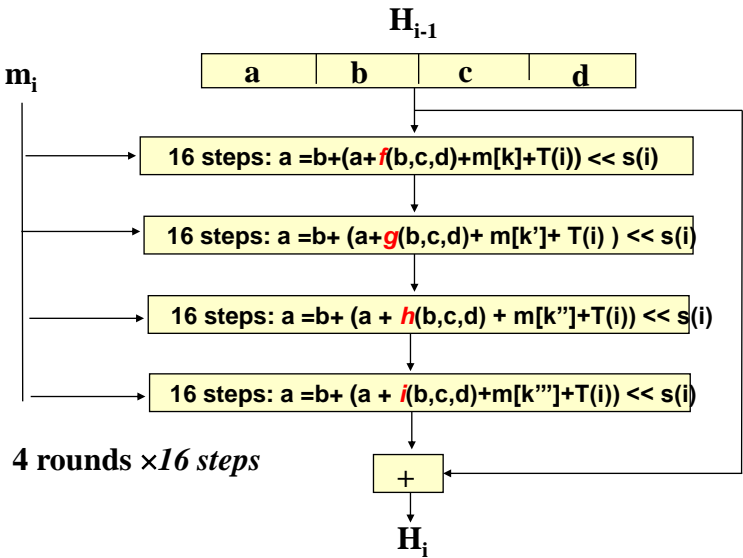 H_{i-1}
a b c d
m_i
16 steps: a =b+(a+f(b,c,d)+m[k]+T(i)) << s(i)
16 steps: a =b+ (a+g(b,c,d)+ m[k']+ T(i) ) << s(i)
16 steps: a =b+ (a + h(b,c,d) + m[k"]+T(i)) << s(i)
16 steps: a =b+ (a + i(b,c,d)+m[k'"]+T(i)) << s(i)
4 rounds ×16 steps
+
H_i